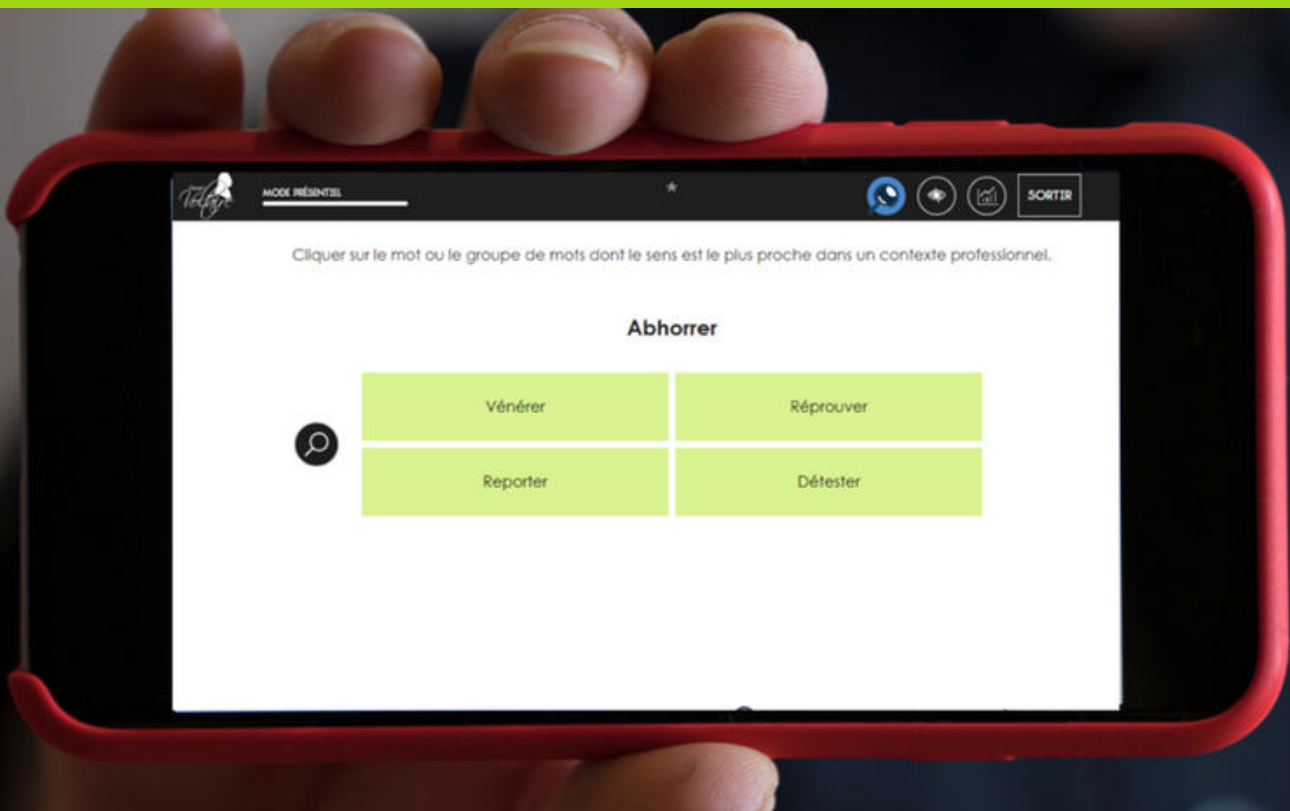 Voltaire
MODE PRÉSENTIEL
SORTIR
Cliquer sur le mot ou le groupe de mots dont le sens est le plus proche dans un contexte professionnel.
Abhorrer
Vénérer
Réprouver
Reporter
Détester